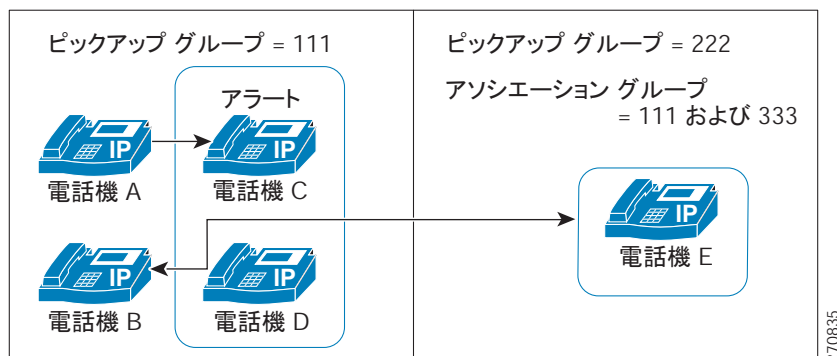 ピックアップ グループ = 111
アラート
IP
IP
電話機 A
電話機 C
IP
IP
電話機 B
電話機 D
ピックアップ グループ = 222
アソシエーション グループ
= 111 および 333
IP
電話機 E